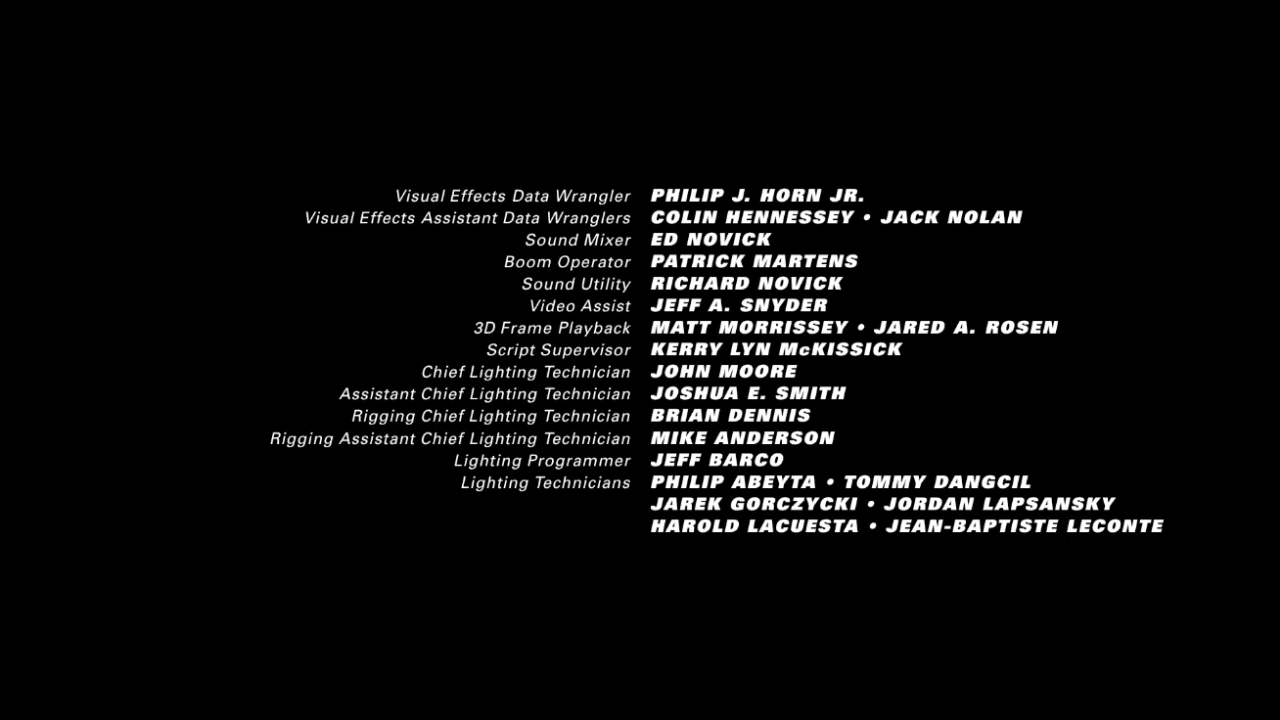 Visual Effects Data Wrangler PHILIP J. HORN JR.
Visual Effects Assistant Data Wranglers COLIN HENNESSEY • JACK NOLAN
Sound Mixer ED NOVICK
Boom Operator PATRICK MARTENS
Sound Utility RICHARD NOVICK
Video Assist JEFF A. SNYDER
3D Frame Playback MATT MORRISSEY • JARED A. ROSEN
Script Supervisor KERRY LYN McKISSICK
Chief Lighting Technician JOHN MOORE
Assistant Chief Lighting Technician JOSHUA E. SMITH
Rigging Chief Lighting Technician BRIAN DENNIS
Rigging Assistant Chief Lighting Technician MIKE ANDERSON
Lighting Programmer JEFF BARCO
Lighting Technicians PHILIP ABEYTA • TOMMY DANGCIL
JAREK GORCZYCKI • JORDAN LAPSANSKY
HAROLD LACUESTA • JEAN-BAPTISTE LECONTE